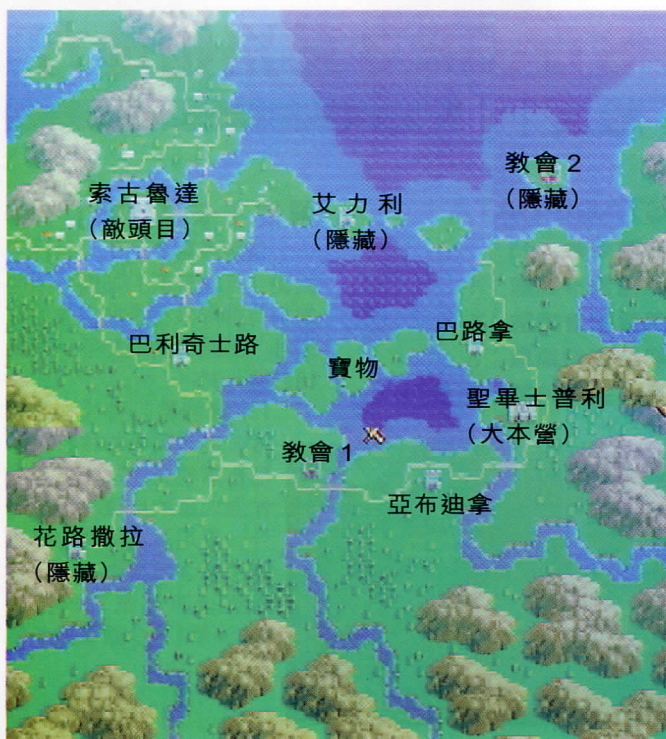 教會2
(隱藏)
索古魯達
(敵頭目)
艾力利
(隱藏)
巴路拿
巴利奇士路
寶物
聖畢士普利
(大本營)
教會1
亞布迪拿
花路撒拉
(隱藏)